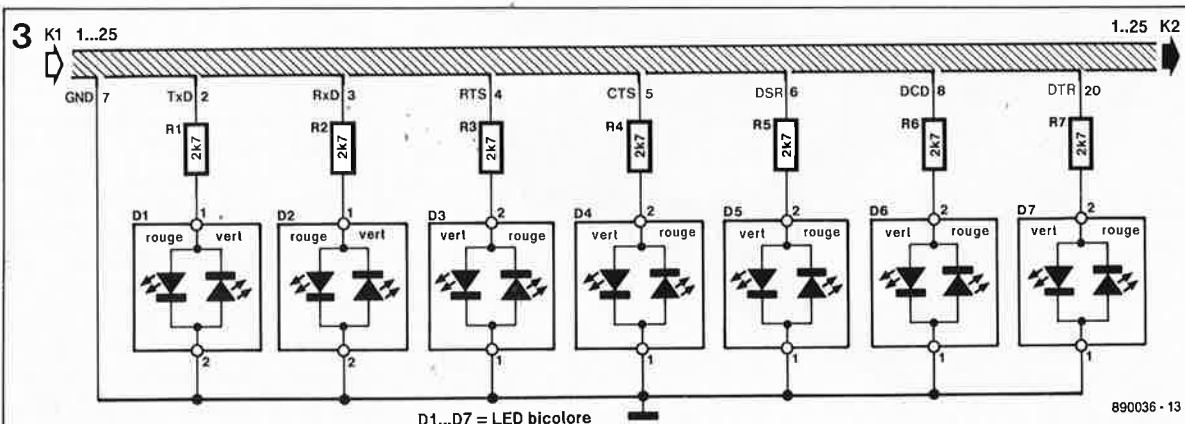 3 K1 1...25 1..25 K2
GND 7 TxD 2 RxD 3 RTS 4 CTS 5 DSR 6 DCD 8 DTR 20
R1 R2 R3 R4 R5 R6 R7
2k7 2k7 2k7 2k7 2k7 2k7 2k7
D1 1 D2 1 D3 2 D4 2 D5 2 D6 2 D7 2
rouge vert rouge vert vert rouge vert rouge vert rouge vert rouge vert rouge
2 2 1 1 1 1 1
D1...D7 = LED bicolore
890036 - 13